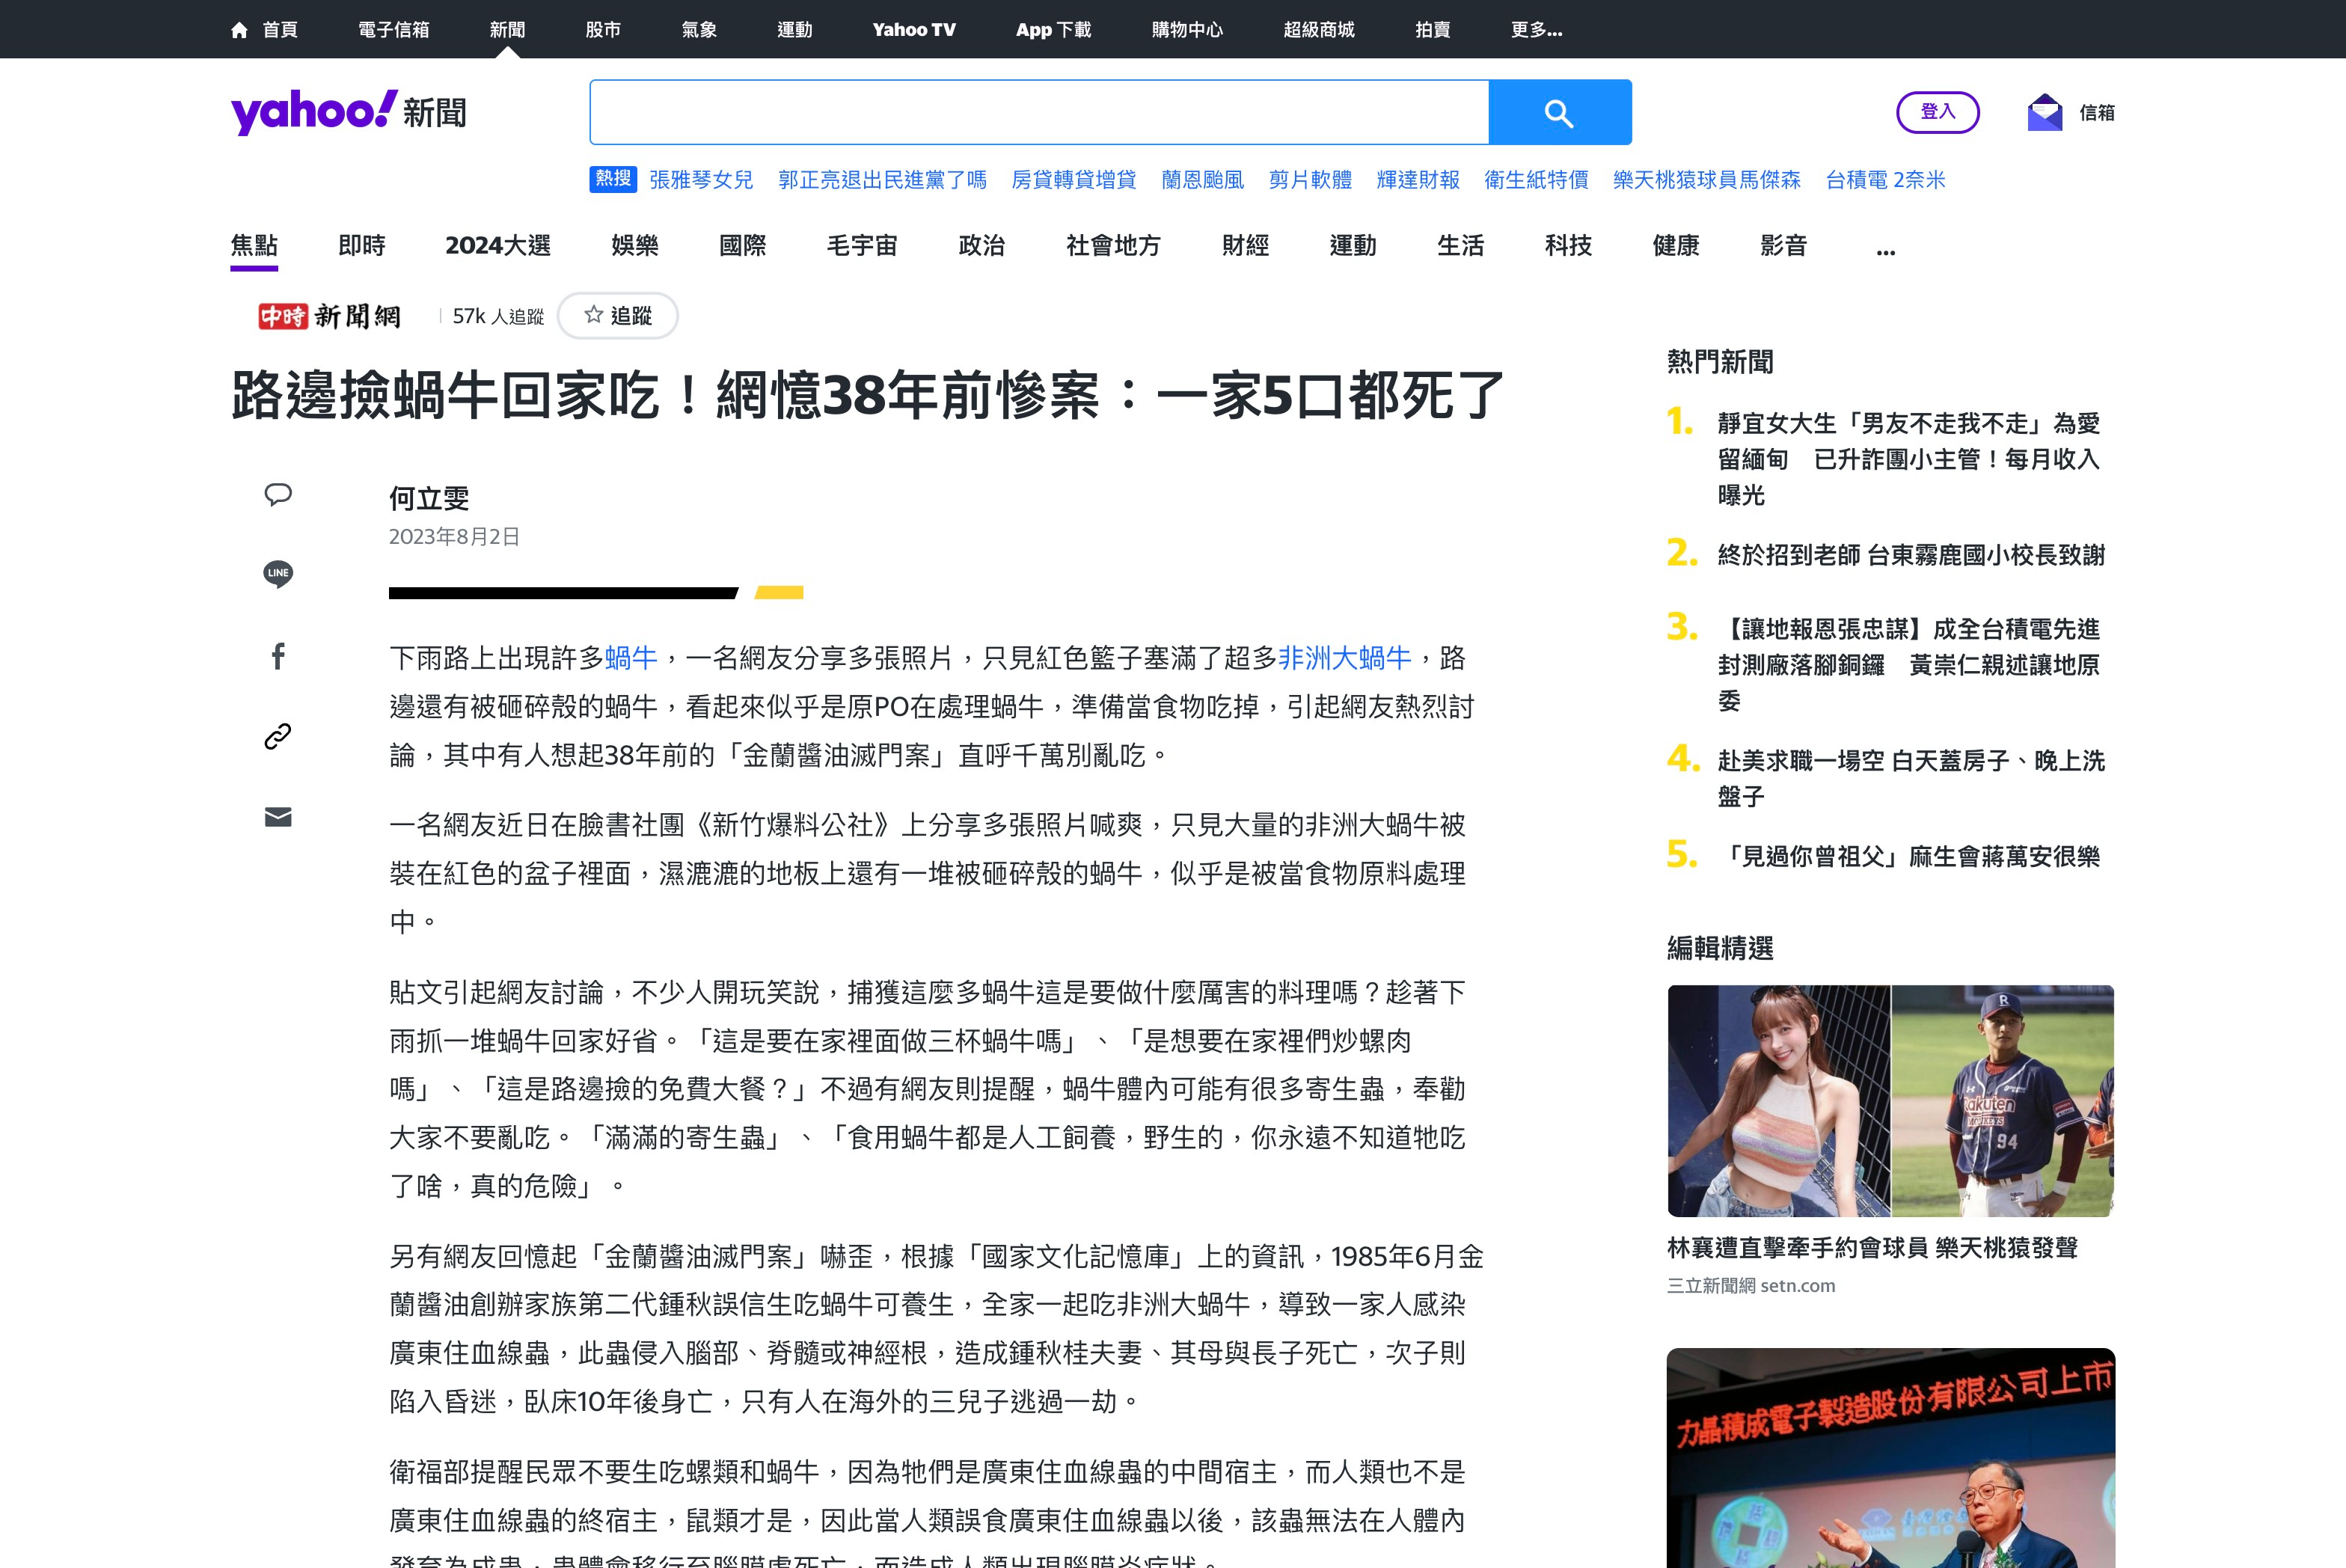 首頁 電子信箱 新聞 股市 氣象 運動 Yahoo TV App 下載 購物中心 超級商城 拍賣 更多...
yahoo! 新聞
登入 信箱
熱搜 張雅琴女兒 郭正亮退出民進黨了嗎 房貸轉貸增貸 蘭恩颱風 剪片軟體 輝達財報 衛生紙特價 樂天桃猿球員馬傑森 台積電 2奈米
焦點 即時 2024大選 娛樂 國際 毛宇宙 政治 社會地方 財經 運動 生活 科技 健康 影音 ...
中時新聞網 57k 人追蹤 追蹤
路邊撿蝸牛回家吃！網憶38年前慘案：一家5口都死了
何立雯
2023年8月2日
LINE
下雨路上出現許多蝸牛，一名網友分享多張照片，只見紅色籃子塞滿了超多非洲大蝸牛，路
邊還有被砸碎殼的蝸牛，看起來似乎是原PO在處理蝸牛，準備當食物吃掉，引起網友熱烈討
論，其中有人想起38年前的「金蘭醬油滅門案」直呼千萬別亂吃。
一名網友近日在臉書社團《新竹爆料公社》上分享多張照片喊爽，只見大量的非洲大蝸牛被
裝在紅色的盆子裡面，濕漉漉的地板上還有一堆被砸碎殼的蝸牛，似乎是被當食物原料處理
中。
貼文引起網友討論，不少人開玩笑說，捕獲這麼多蝸牛這是要做什麼厲害的料理嗎？趁著下
雨抓一堆蝸牛回家好省。「這是要在家裡面做三杯蝸牛嗎」、「是想要在家裡們炒螺肉
嗎」、「這是路邊撿的免費大餐？」不過有網友則提醒，蝸牛體內可能有很多寄生蟲，奉勸
大家不要亂吃。「滿滿的寄生蟲」、「食用蝸牛都是人工飼養，野生的，你永遠不知道牠吃
了啥，真的危險」。
另有網友回憶起「金蘭醬油滅門案」嚇歪，根據「國家文化記憶庫」上的資訊，1985年6月金
蘭醬油創辦家族第二代鍾秋誤信生吃蝸牛可養生，全家一起吃非洲大蝸牛，導致一家人感染
廣東住血線蟲，此蟲侵入腦部、脊髓或神經根，造成鍾秋桂夫妻、其母與長子死亡，次子則
陷入昏迷，臥床10年後身亡，只有人在海外的三兒子逃過一劫。
衛福部提醒民眾不要生吃螺類和蝸牛，因為牠們是廣東住血線蟲的中間宿主，而人類也不是
廣東住血線蟲的終宿主，鼠類才是，因此當人類誤食廣東住血線蟲以後，該蟲無法在人體內
發育為成蟲，蟲體會移行至腦膜處死亡，而造成人類出現腦膜炎症狀。
熱門新聞
1. 靜宜女大生「男友不走我不走」為愛
留緬甸　已升詐團小主管！每月收入
曝光
2. 終於招到老師 台東霧鹿國小校長致謝
3. 【讓地報恩張忠謀】成全台積電先進
封測廠落腳銅鑼　黃崇仁親述讓地原
委
4. 赴美求職一場空 白天蓋房子、晚上洗
盤子
5. 「見過你曾祖父」麻生會蔣萬安很樂
編輯精選
R
Rakuten
94
林襄遭直擊牽手約會球員 樂天桃猿發聲
三立新聞網 setn.com
力晶積成電子製造股份有限公司上市